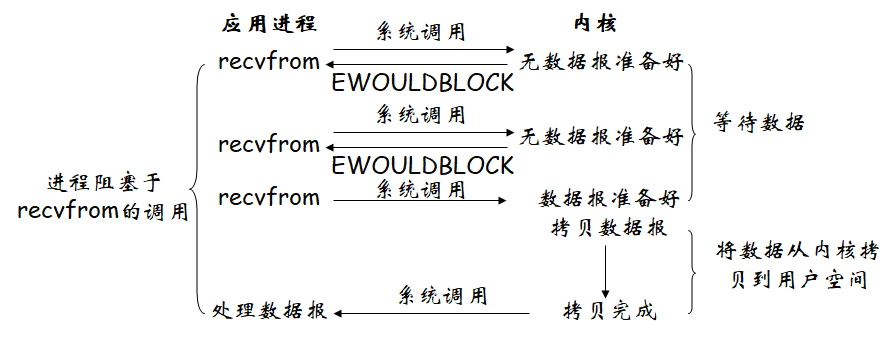 应用进程
内核
系统调用
recvfrom
无数据报准备好
EWOULDBLOCK
系统调用
recvfrom
无数据报准备好
EWOULDBLOCK
等待数据
进程阻塞于
recvfrom的调用
系统调用
recvfrom
数据报准备好
拷贝数据报
将数据从内核拷
贝到用户空间
系统调用
处理数据报
拷贝完成